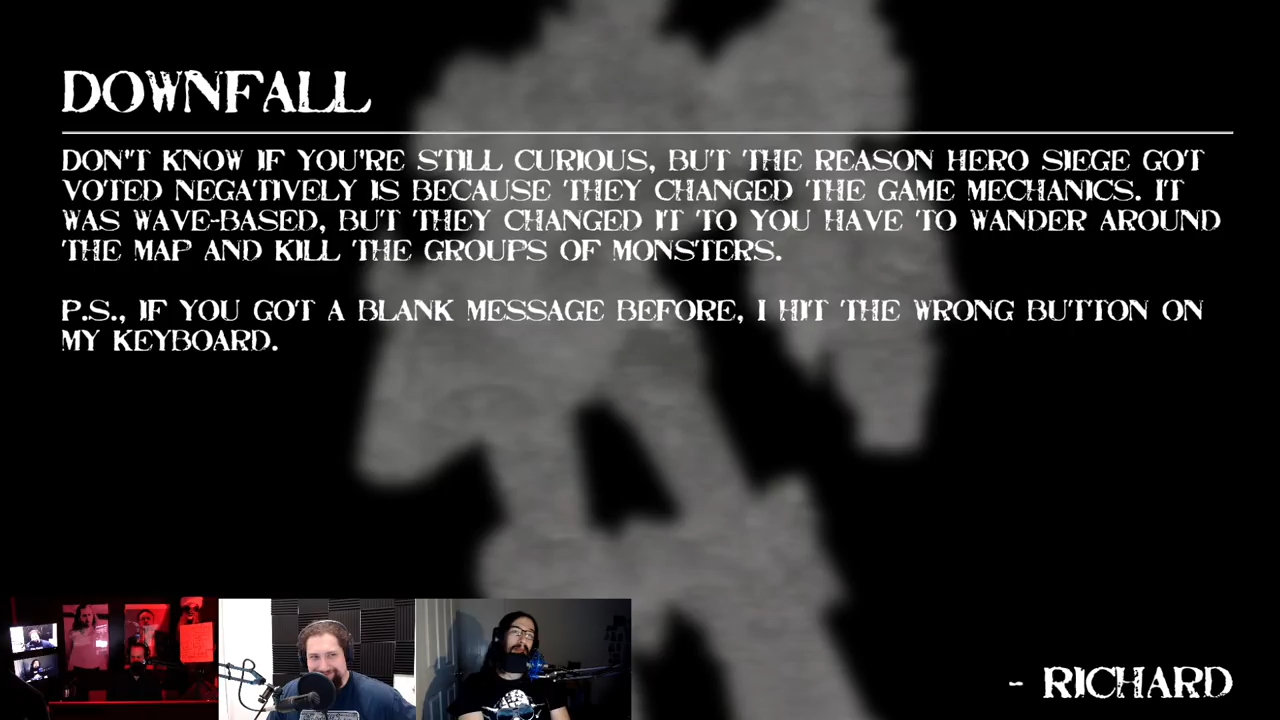 DOWNFALL
DON'T KNOW IF YOU'RE STILL CURIOUS, BUT THE REASON HERO SIEGE GOT
VOTED NEGATIVELY IS BECAUSE THEY CHANGED THE GAME MECHANICS. IT
WAS WAVE-BASED, BUT THEY CHANGED IT TO YOU HAVE TO WANDER AROUND
THE MAP AND KILL THE GROUPS OF MONSTERS.
P.S., IF YOU GOT A BLANK MESSAGE BEFORE, I HIT THE WRONG BUTTON ON
MY KEYBOARD.
- RICHARD